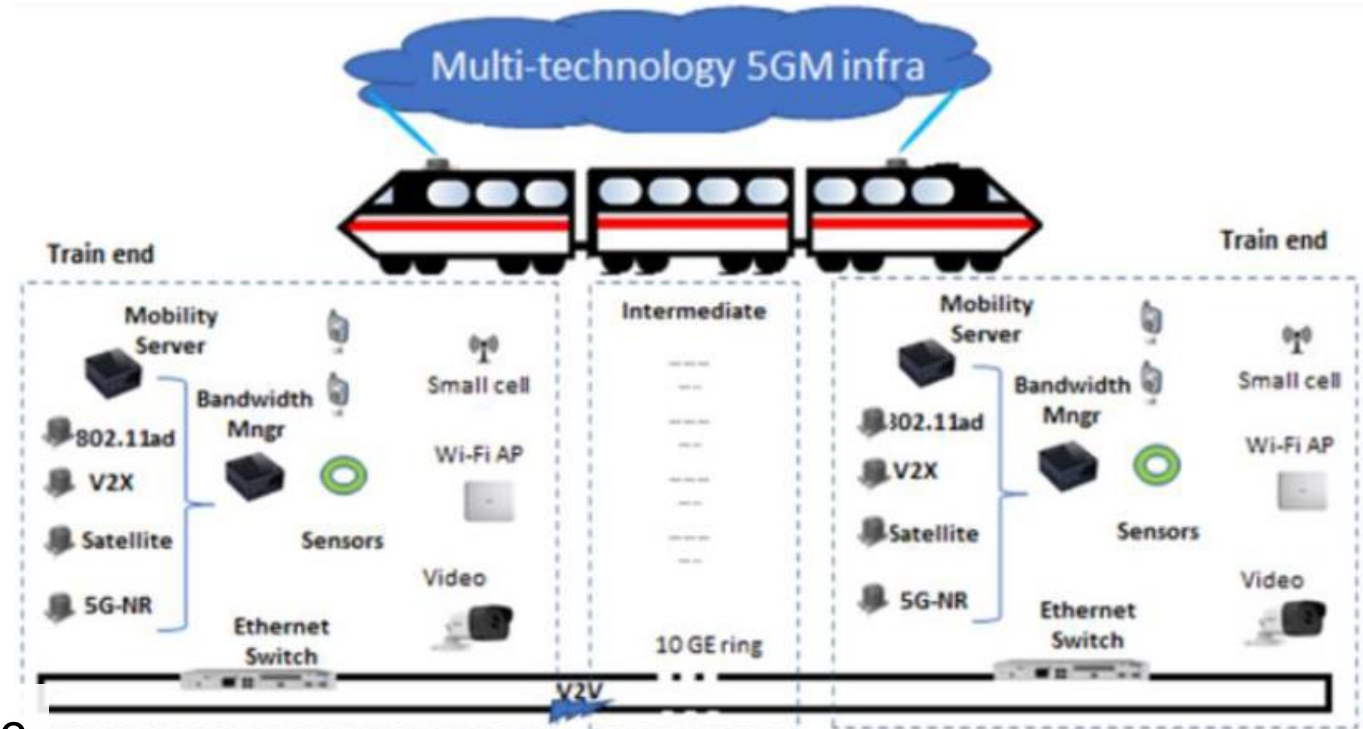 Multi-technology 5GM infra
Train end
Train end
Mobility
Server
Bandwidth
Mngr
802.11ad
V2X
Satellite
5G-NR
Sensors
Small cell
Wi-Fi AP
Video
Ethernet
Switch
Intermediate
10 GE ring
V2V
Mobility
Server
Bandwidth
Mngr
802.11ad
V2X
Satellite
5G-NR
Sensors
Small cell
Wi-Fi AP
Video
Ethernet
Switch